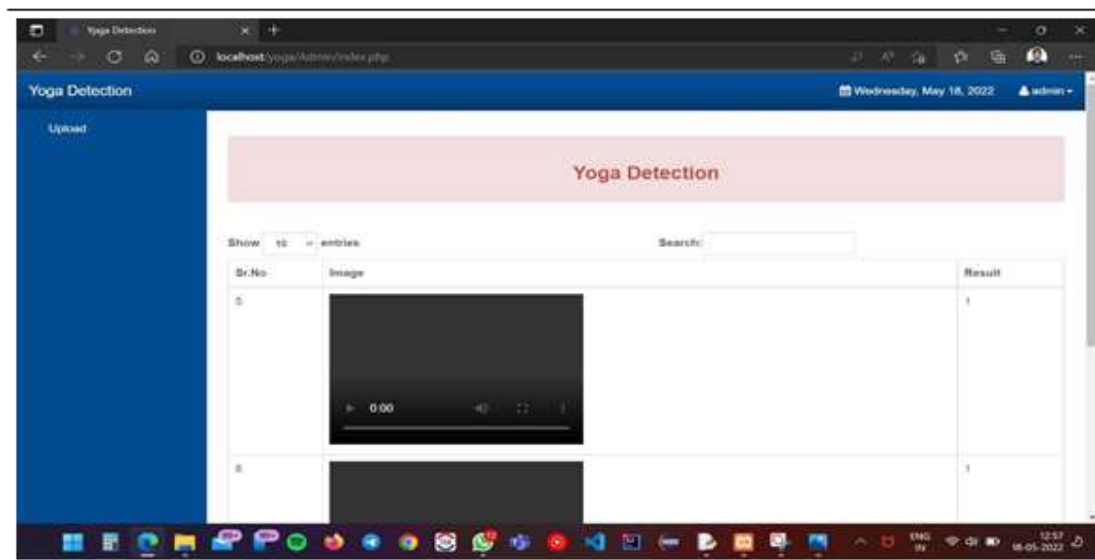 Yoga Detection
localhost/yoga/Admin/index.php
Yoga Detection
Wednesday, May 18, 2022
admin
Upload
Yoga Detection
Show 10 entries
Search:
Sr.No Image Result
5 1
0:00
6 1
ENG
IN
12:57
18-05-2022